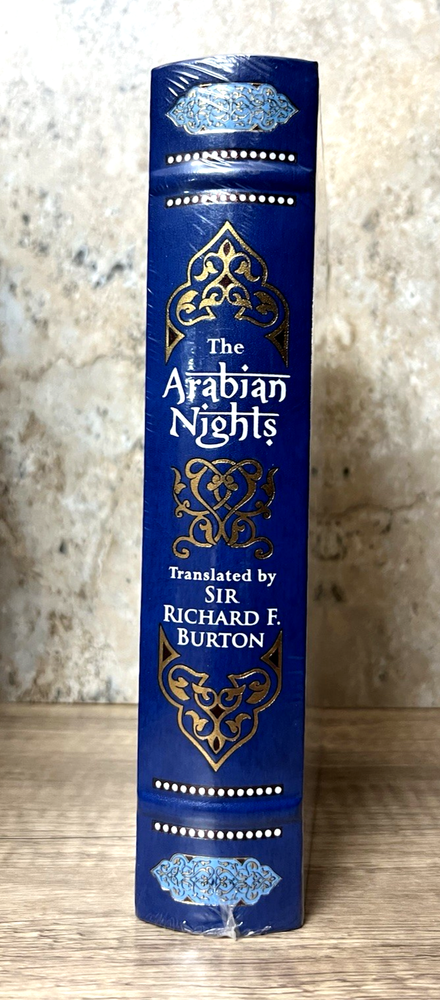 The
Arabian
Nights
Translated by
SIR
RICHARD F.
BURTON